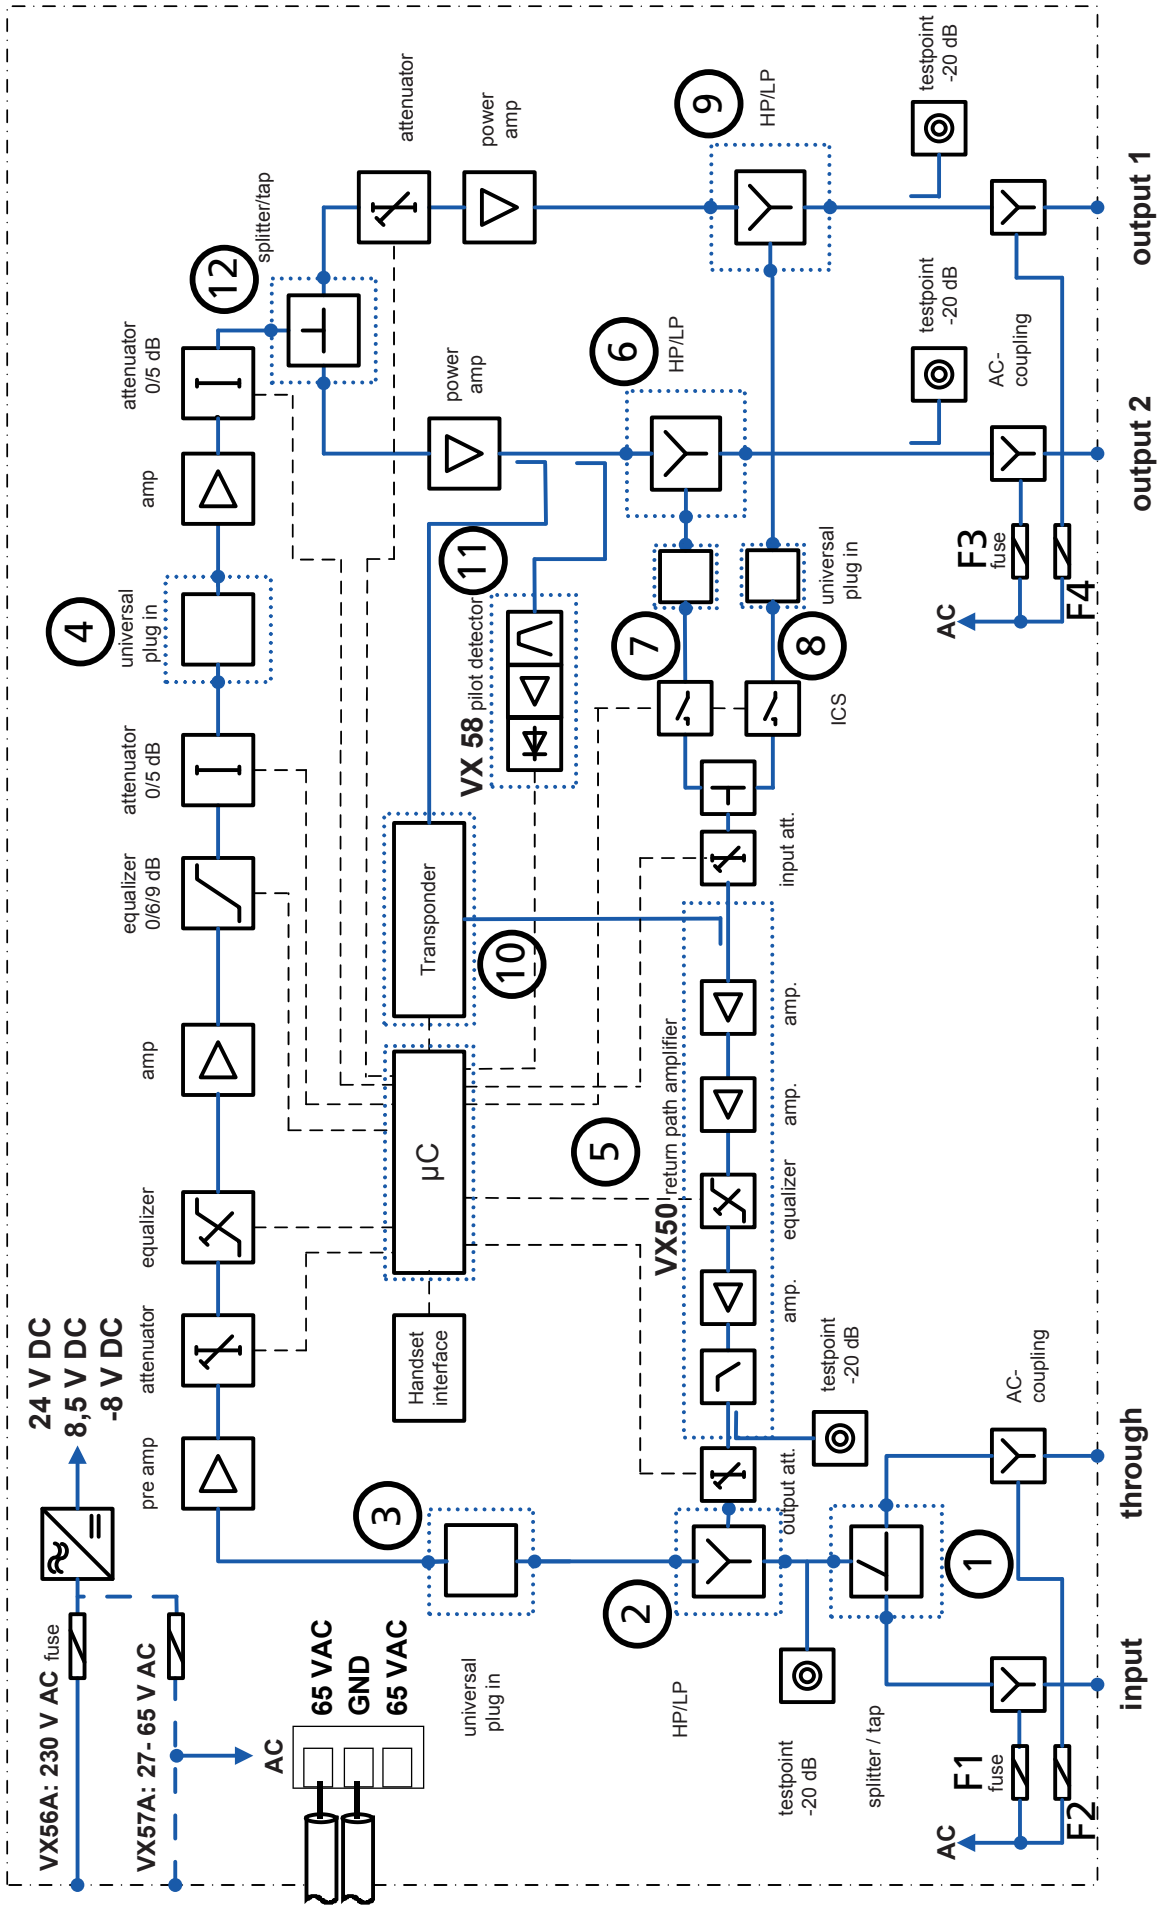 VX56A: 230 V AC
fuse
VX57A: 27- 65 V AC
24 V DC
8,5 V DC
-8 V DC
AC
65 VAC
GND
65 VAC
pre amp
attenuator
equalizer
amp
equalizer
0/6/9 dB
attenuator
0/5 dB
4
universal
plug in
amp
attenuator
0/5 dB
12
splitter/tap
attenuator
power
amp
power
amp
3
universal
plug in
Handset
interface
µC
Transponder
10
VX 58 pilot detector
11
5
VX50 return path amplifier
6
HP/LP
9
HP/LP
7
8
universal
plug in
ICS
input att.
amp.
amp.
equalizer
amp.
output att.
2
HP/LP
testpoint
-20 dB
testpoint
-20 dB
1
splitter / tap
AC-
coupling
AC
F1
fuse
F2
AC
F3
fuse
F4
AC-
coupling
testpoint
-20 dB
testpoint
-20 dB
input
through
output 2
output 1